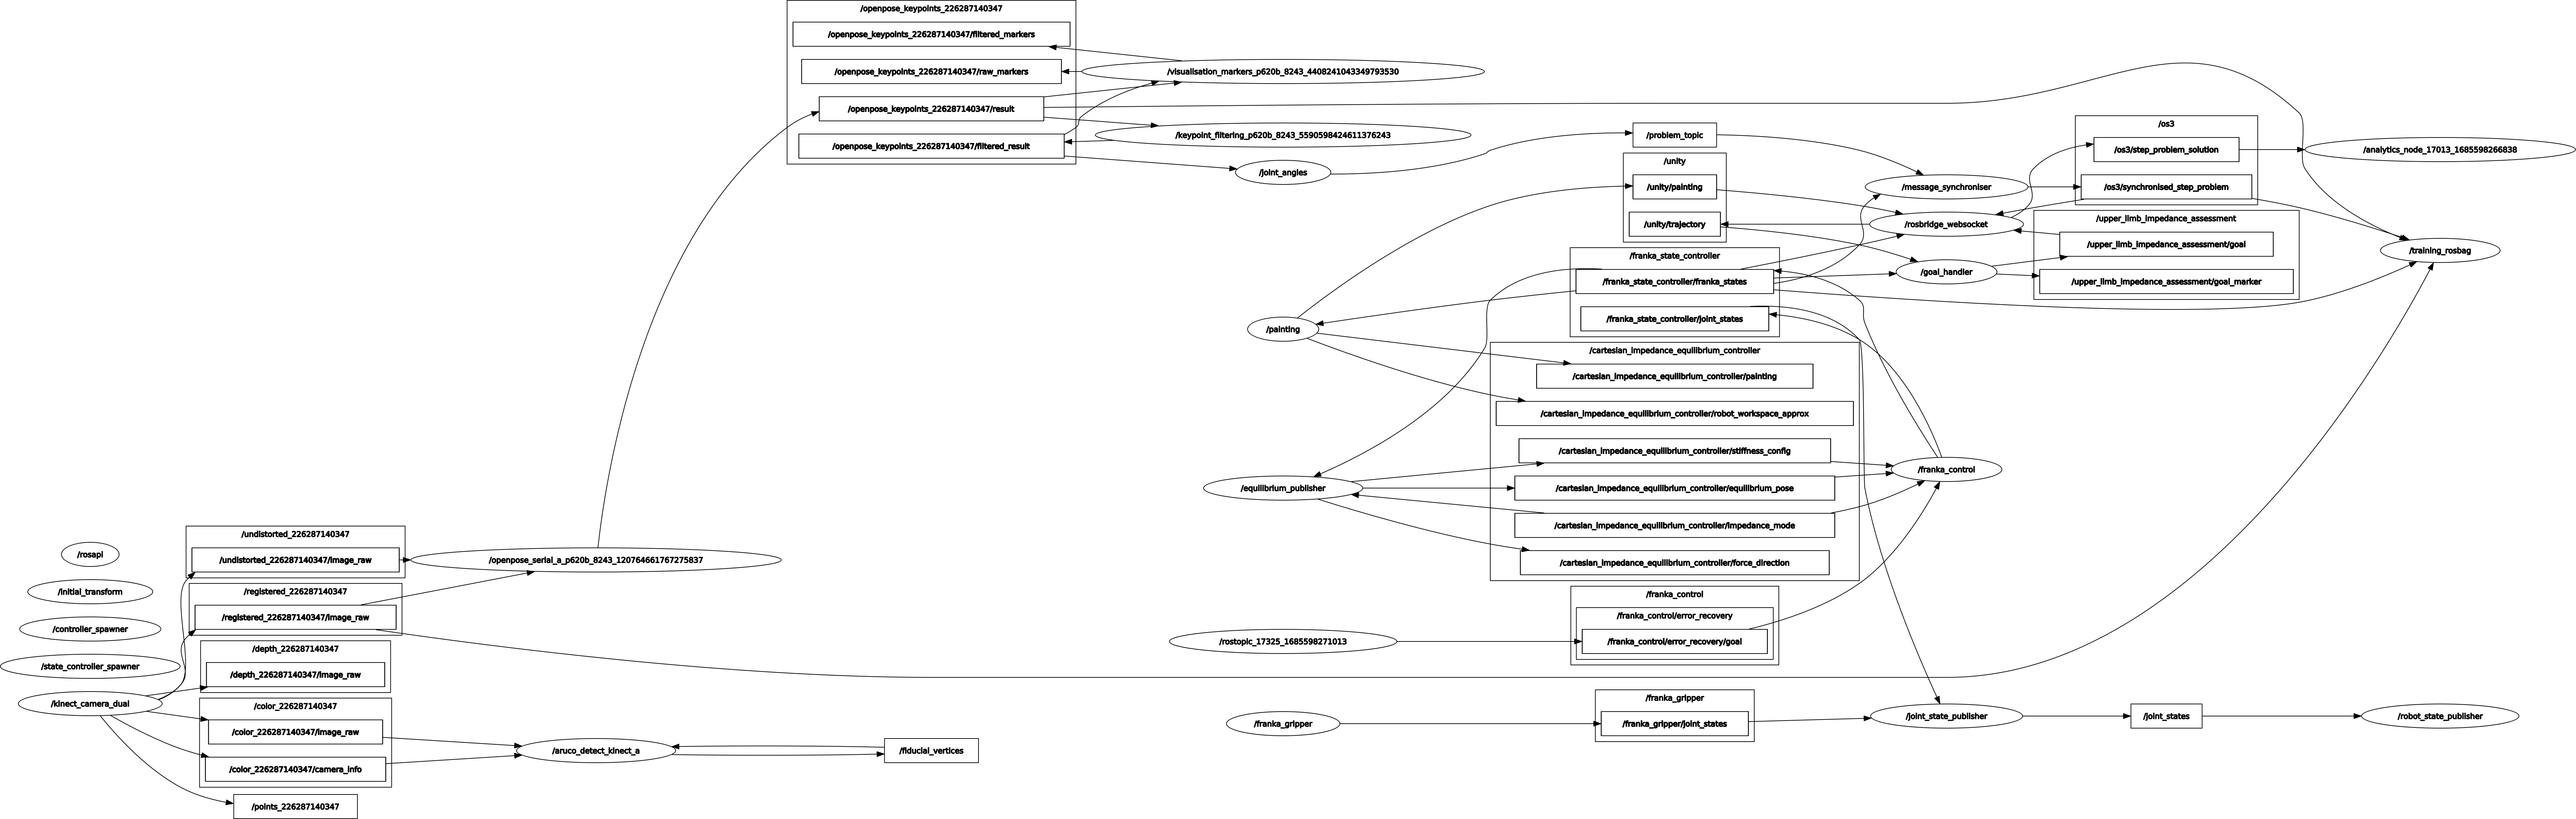 /openpose_keypoints_226287140347
/openpose_keypoints_226287140347/filtered_markers
/openpose_keypoints_226287140347/raw_markers
/openpose_keypoints_226287140347/result
/openpose_keypoints_226287140347/filtered_result
/visualisation_markers_p620b_8243_4408241043349793530
/keypoint_filtering_p620b_8243_5590598424611376243
/joint_angles
/problem_topic
/unity
/unity/painting
/unity/trajectory
/message_synchroniser
/rosbridge_websocket
/goal_handler
/os3
/os3/step_problem_solution
/os3/synchronised_step_problem
/analytics_node_17013_1685598266838
/upper_limb_impedance_assessment
/upper_limb_impedance_assessment/goal
/upper_limb_impedance_assessment/goal_marker
/training_rosbag
/franka_state_controller
/franka_state_controller/franka_states
/franka_state_controller/joint_states
/painting
/cartesian_impedance_equilibrium_controller
/cartesian_impedance_equilibrium_controller/painting
/cartesian_impedance_equilibrium_controller/robot_workspace_approx
/cartesian_impedance_equilibrium_controller/stiffness_config
/cartesian_impedance_equilibrium_controller/equilibrium_pose
/cartesian_impedance_equilibrium_controller/impedance_mode
/cartesian_impedance_equilibrium_controller/force_direction
/equilibrium_publisher
/franka_control
/rosapi
/initial_transform
/controller_spawner
/state_controller_spawner
/kinect_camera_dual
/undistorted_226287140347
/undistorted_226287140347/image_raw
/registered_226287140347
/registered_226287140347/image_raw
/depth_226287140347
/depth_226287140347/image_raw
/color_226287140347
/color_226287140347/image_raw
/color_226287140347/camera_info
/points_226287140347
/openpose_serial_a_p620b_8243_1207646617672758​37
/aruco_detect_kinect_a
/fiducial_vertices
/franka_control
/franka_control/error_recovery
/franka_control/error_recovery/goal
/rostopic_17325_1685598271013
/franka_gripper
/franka_gripper
/franka_gripper/joint_states
/joint_state_publisher
/joint_states
/robot_state_publisher